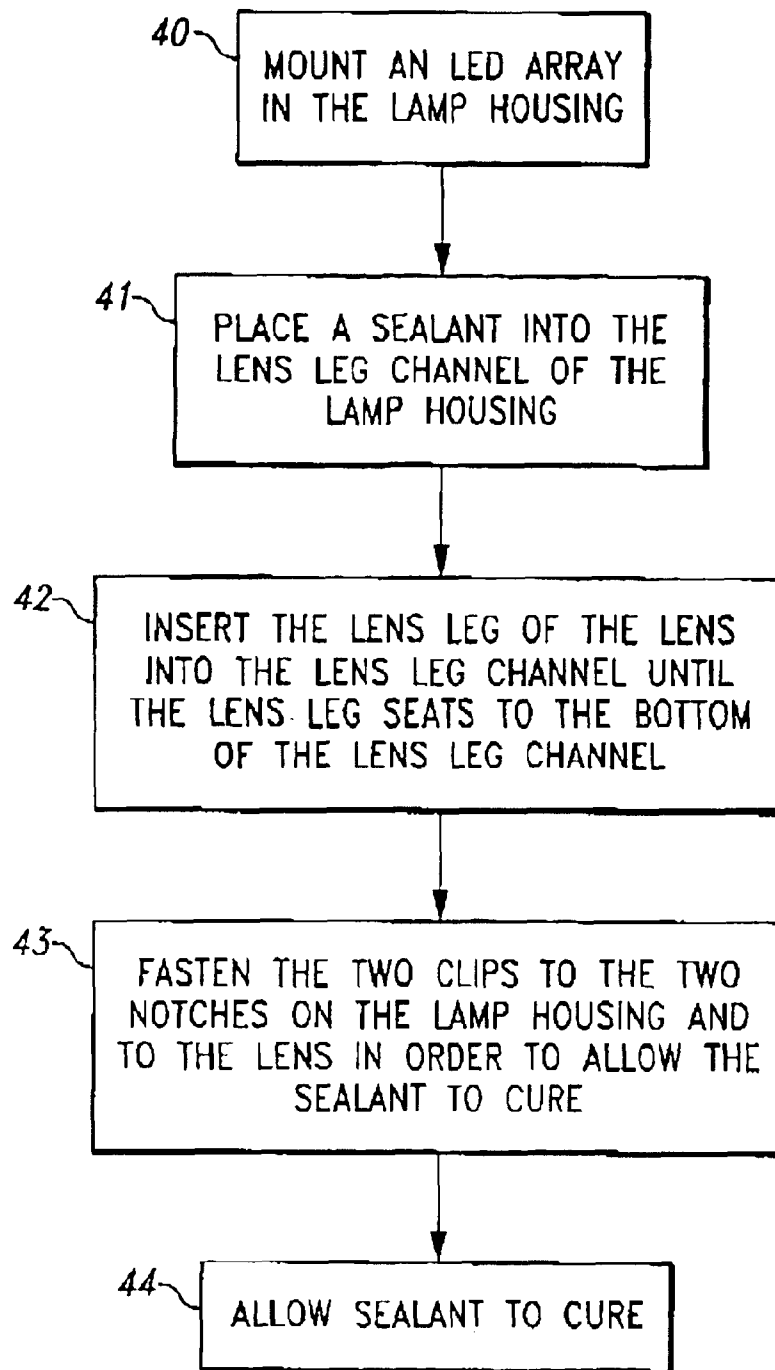 40
MOUNT AN LED ARRAY
IN THE LAMP HOUSING
41
PLACE A SEALANT INTO THE
LENS LEG CHANNEL OF THE
LAMP HOUSING
42
INSERT THE LENS LEG OF THE LENS
INTO THE LENS LEG CHANNEL UNTIL
THE LENS LEG SEATS TO THE BOTTOM
OF THE LENS LEG CHANNEL
43
FASTEN THE TWO CLIPS TO THE TWO
NOTCHES ON THE LAMP HOUSING AND
TO THE LENS IN ORDER TO ALLOW THE
SEALANT TO CURE
44
ALLOW SEALANT TO CURE